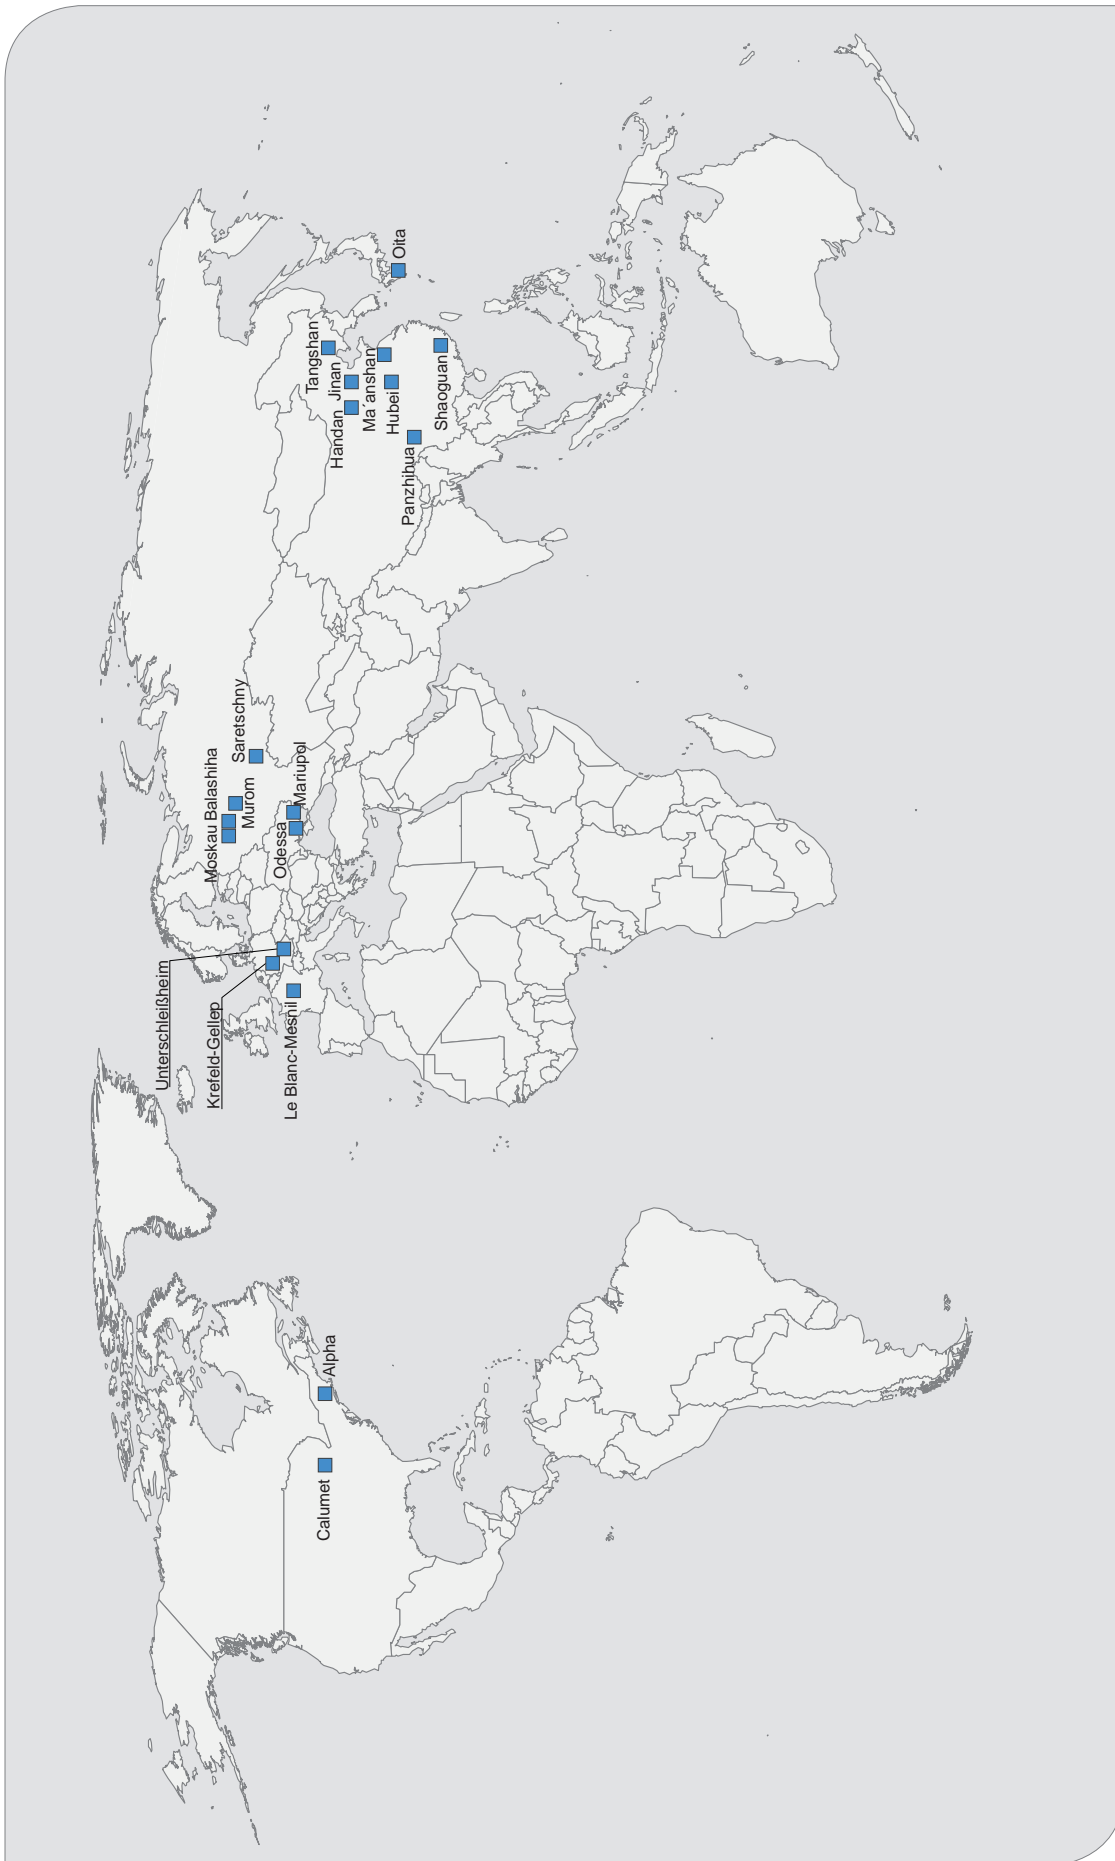 Unterschleißheim
Krefeld-Gellep
Le Blanc-Mesnil
Moskau
Balashiha
Murom
Saretschny
Odessa
Mariupol
Calumet
Alpha
Tangshan
Handan
Jinan
Ma´anshan
Hubei
Panzhihua
Shaoguan
Oita